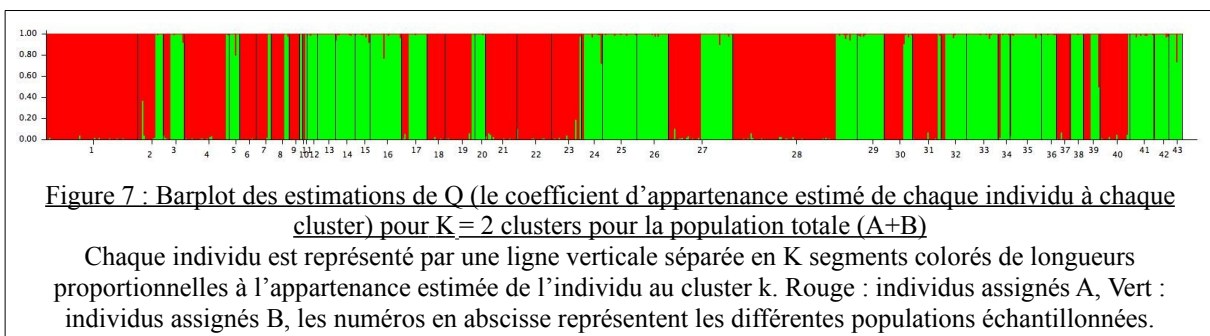 1.00
0.80
0.60
0.40
0.20
0.00
1 2 3 4 5 6 7 8 9 10 11 12 13 14 15 16 17 18 19 20 21 22 23 24 25 26 27 28 29 30 31 32 33 34 35 36 37 38 39 40 41 42 43
Figure 7 : Barplot des estimations de Q (le coefficient d’appartenance estimé de chaque individu à chaque
cluster) pour K = 2 clusters pour la population totale (A+B)
Chaque individu est représenté par une ligne verticale séparée en K segments colorés de longueurs
proportionnelles à l’appartenance estimée de l’individu au cluster k. Rouge : individus assignés A, Vert :
individus assignés B, les numéros en abscisse représentent les différentes populations échantillonnées.